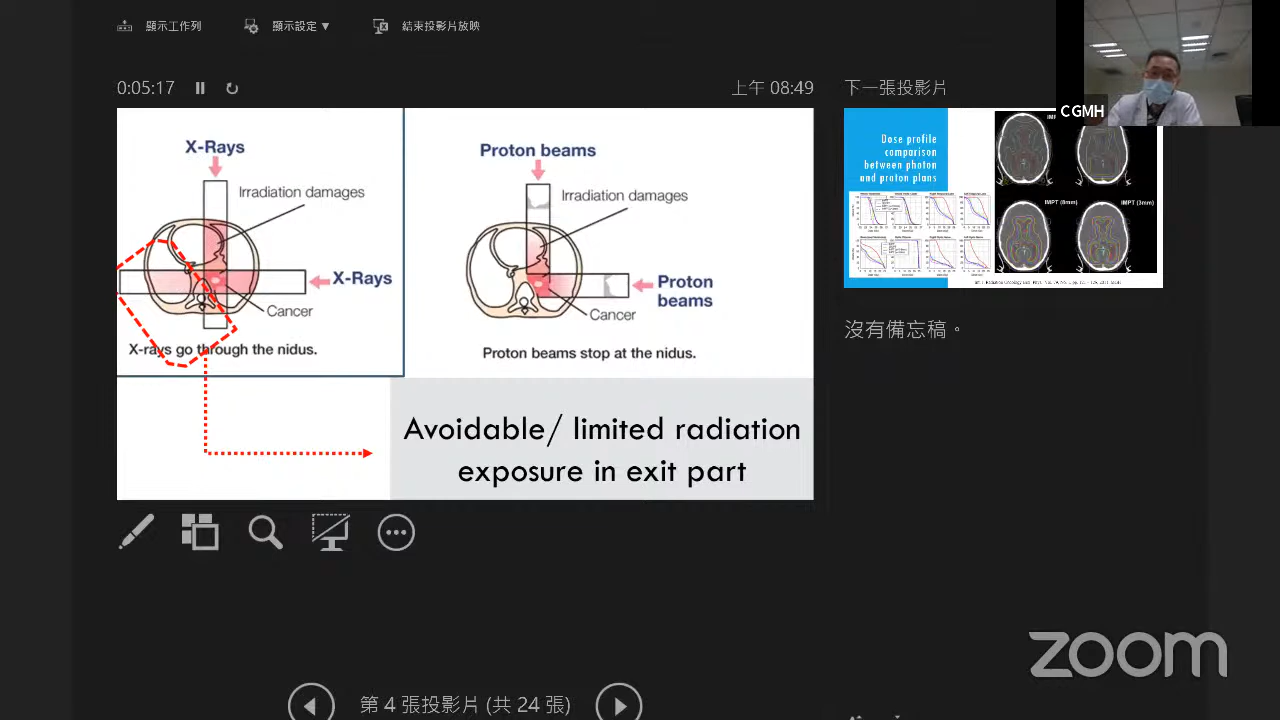 顯示工作列
顯示設定 ▼
結束投影片放映
0:05:17
上午 08:49
下一張投影片
CGMH
X-Rays
Irradiation damages
X-Rays
Cancer
X-rays go through the nidus.
Proton beams
Irradiation damages
Proton
beams
Cancer
Proton beams stop at the nidus.
Avoidable/ limited radiation
exposure in exit part
Dose profile
comparison
between photon
and proton plans
IMPT (8mm)
IMPT (3mm)
沒有備忘稿。
第 4 張投影片 (共 24 張)
zoom